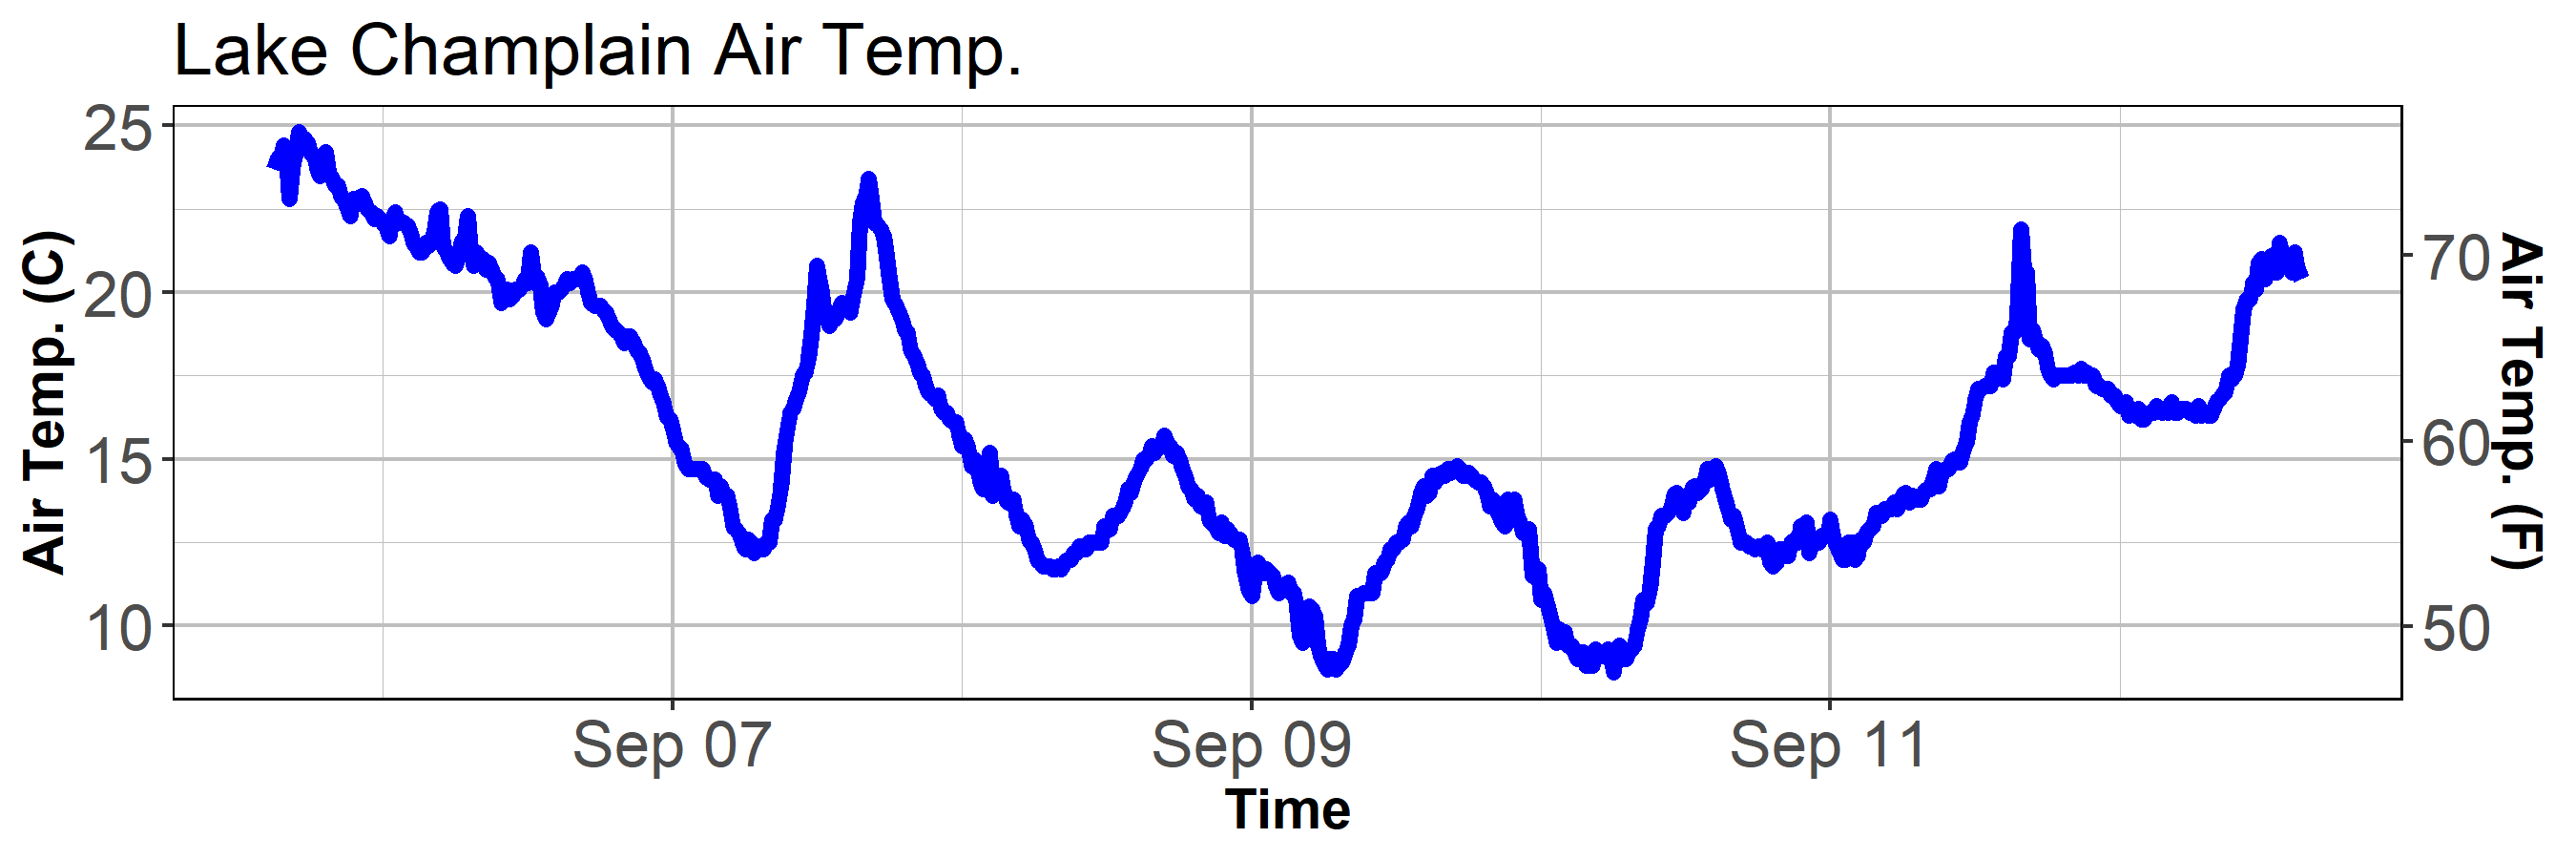 Lake Champlain Air Temp.
25
20
15
10
Air Temp. (C)
70
60
50
Air Temp. (F)
Sep 07 Sep 09 Sep 11
Time